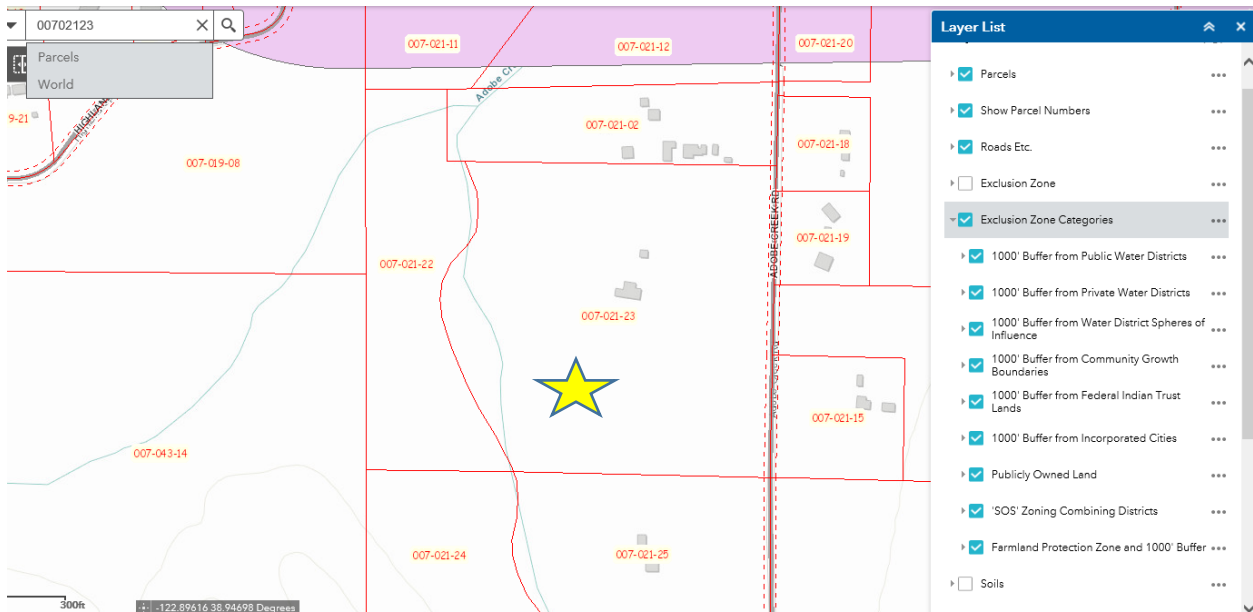 00702123
Parcels
World
007-021-11
007-021-12
007-021-20
Adobe Cr
HIGHLAN
9-21
007-019-08
007-021-02
007-021-18
ADOBE CREEK RD
007-021-19
007-021-22
007-021-23
007-021-15
007-043-14
007-021-24
007-021-25
300ft
-122.89616 38.94698 Degrees
Layer List
Parcels
Show Parcel Numbers
Roads Etc.
Exclusion Zone
Exclusion Zone Categories
1000' Buffer from Public Water Districts
1000' Buffer from Private Water Districts
1000' Buffer from Water District Spheres of
Influence
1000' Buffer from Community Growth
Boundaries
1000' Buffer from Federal Indian Trust
Lands
1000' Buffer from Incorporated Cities
Publicly Owned Land
'SOS' Zoning Combining Districts
Farmland Protection Zone and 1000' Buffer
Soils